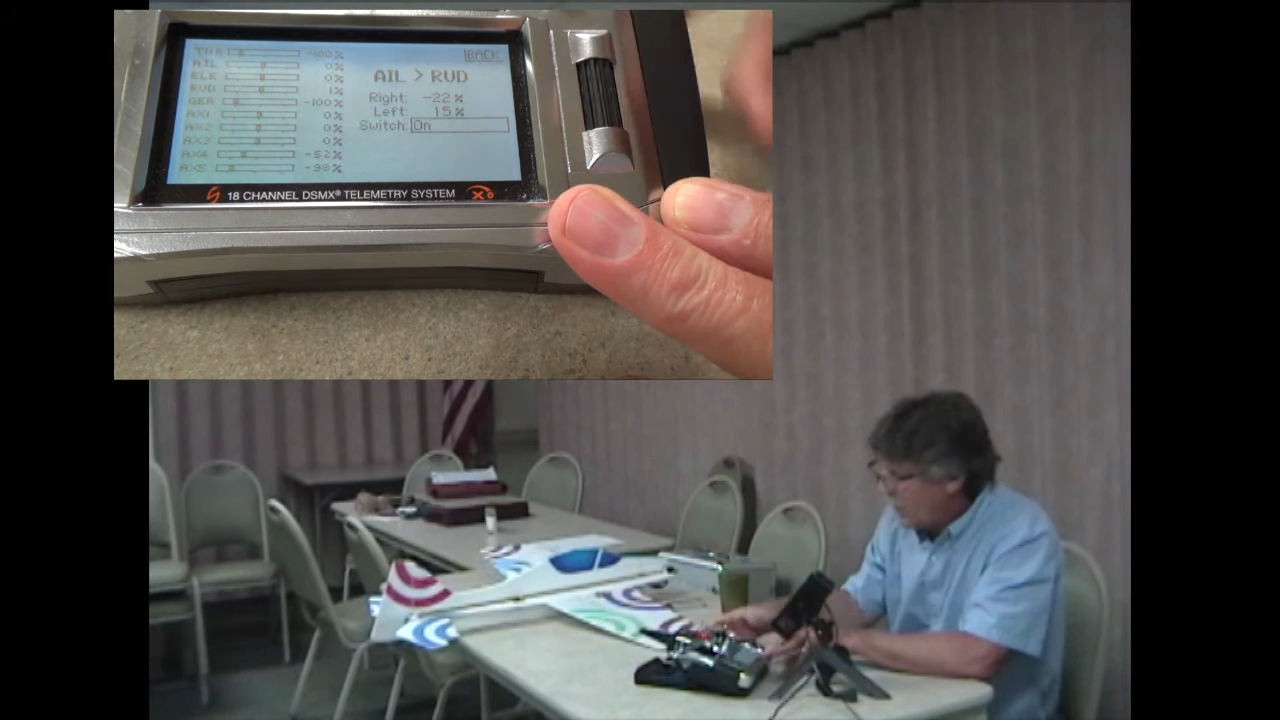 THR -100%
BACK
AIL 0%
ELE 0%
AIL > RUD
RUD 1%
Right: -22%
GER -100%
Left: 15%
AX1 0%
Switch: On
AX2 0%
AX3 0%
AX4 -52%
AX5 -98%
18 CHANNEL DSMX® TELEMETRY SYSTEM